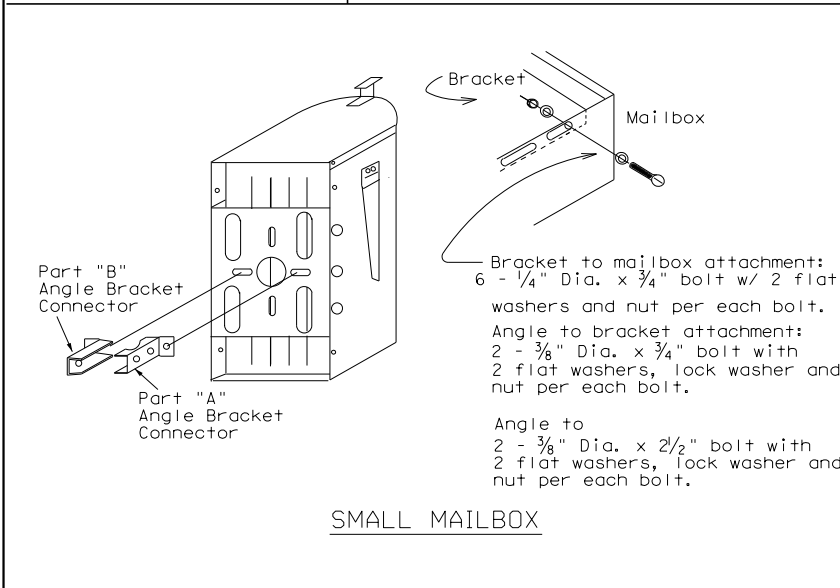 Bracket
Mailbox
Part "B"
Angle Bracket
Connector
Part "A"
Angle Bracket
Connector
Bracket to mailbox attachment:
6 - 1/4" Dia. x 3/4" bolt w/ 2 flat
washers and nut per each bolt.
Angle to bracket attachment:
2 - 3/8" Dia. x 3/4" bolt with
2 flat washers, lock washer and
nut per each bolt.
Angle to
2 - 3/8" Dia. x 2 1/2" bolt with
2 flat washers, lock washer and
nut per each bolt.
SMALL MAILBOX